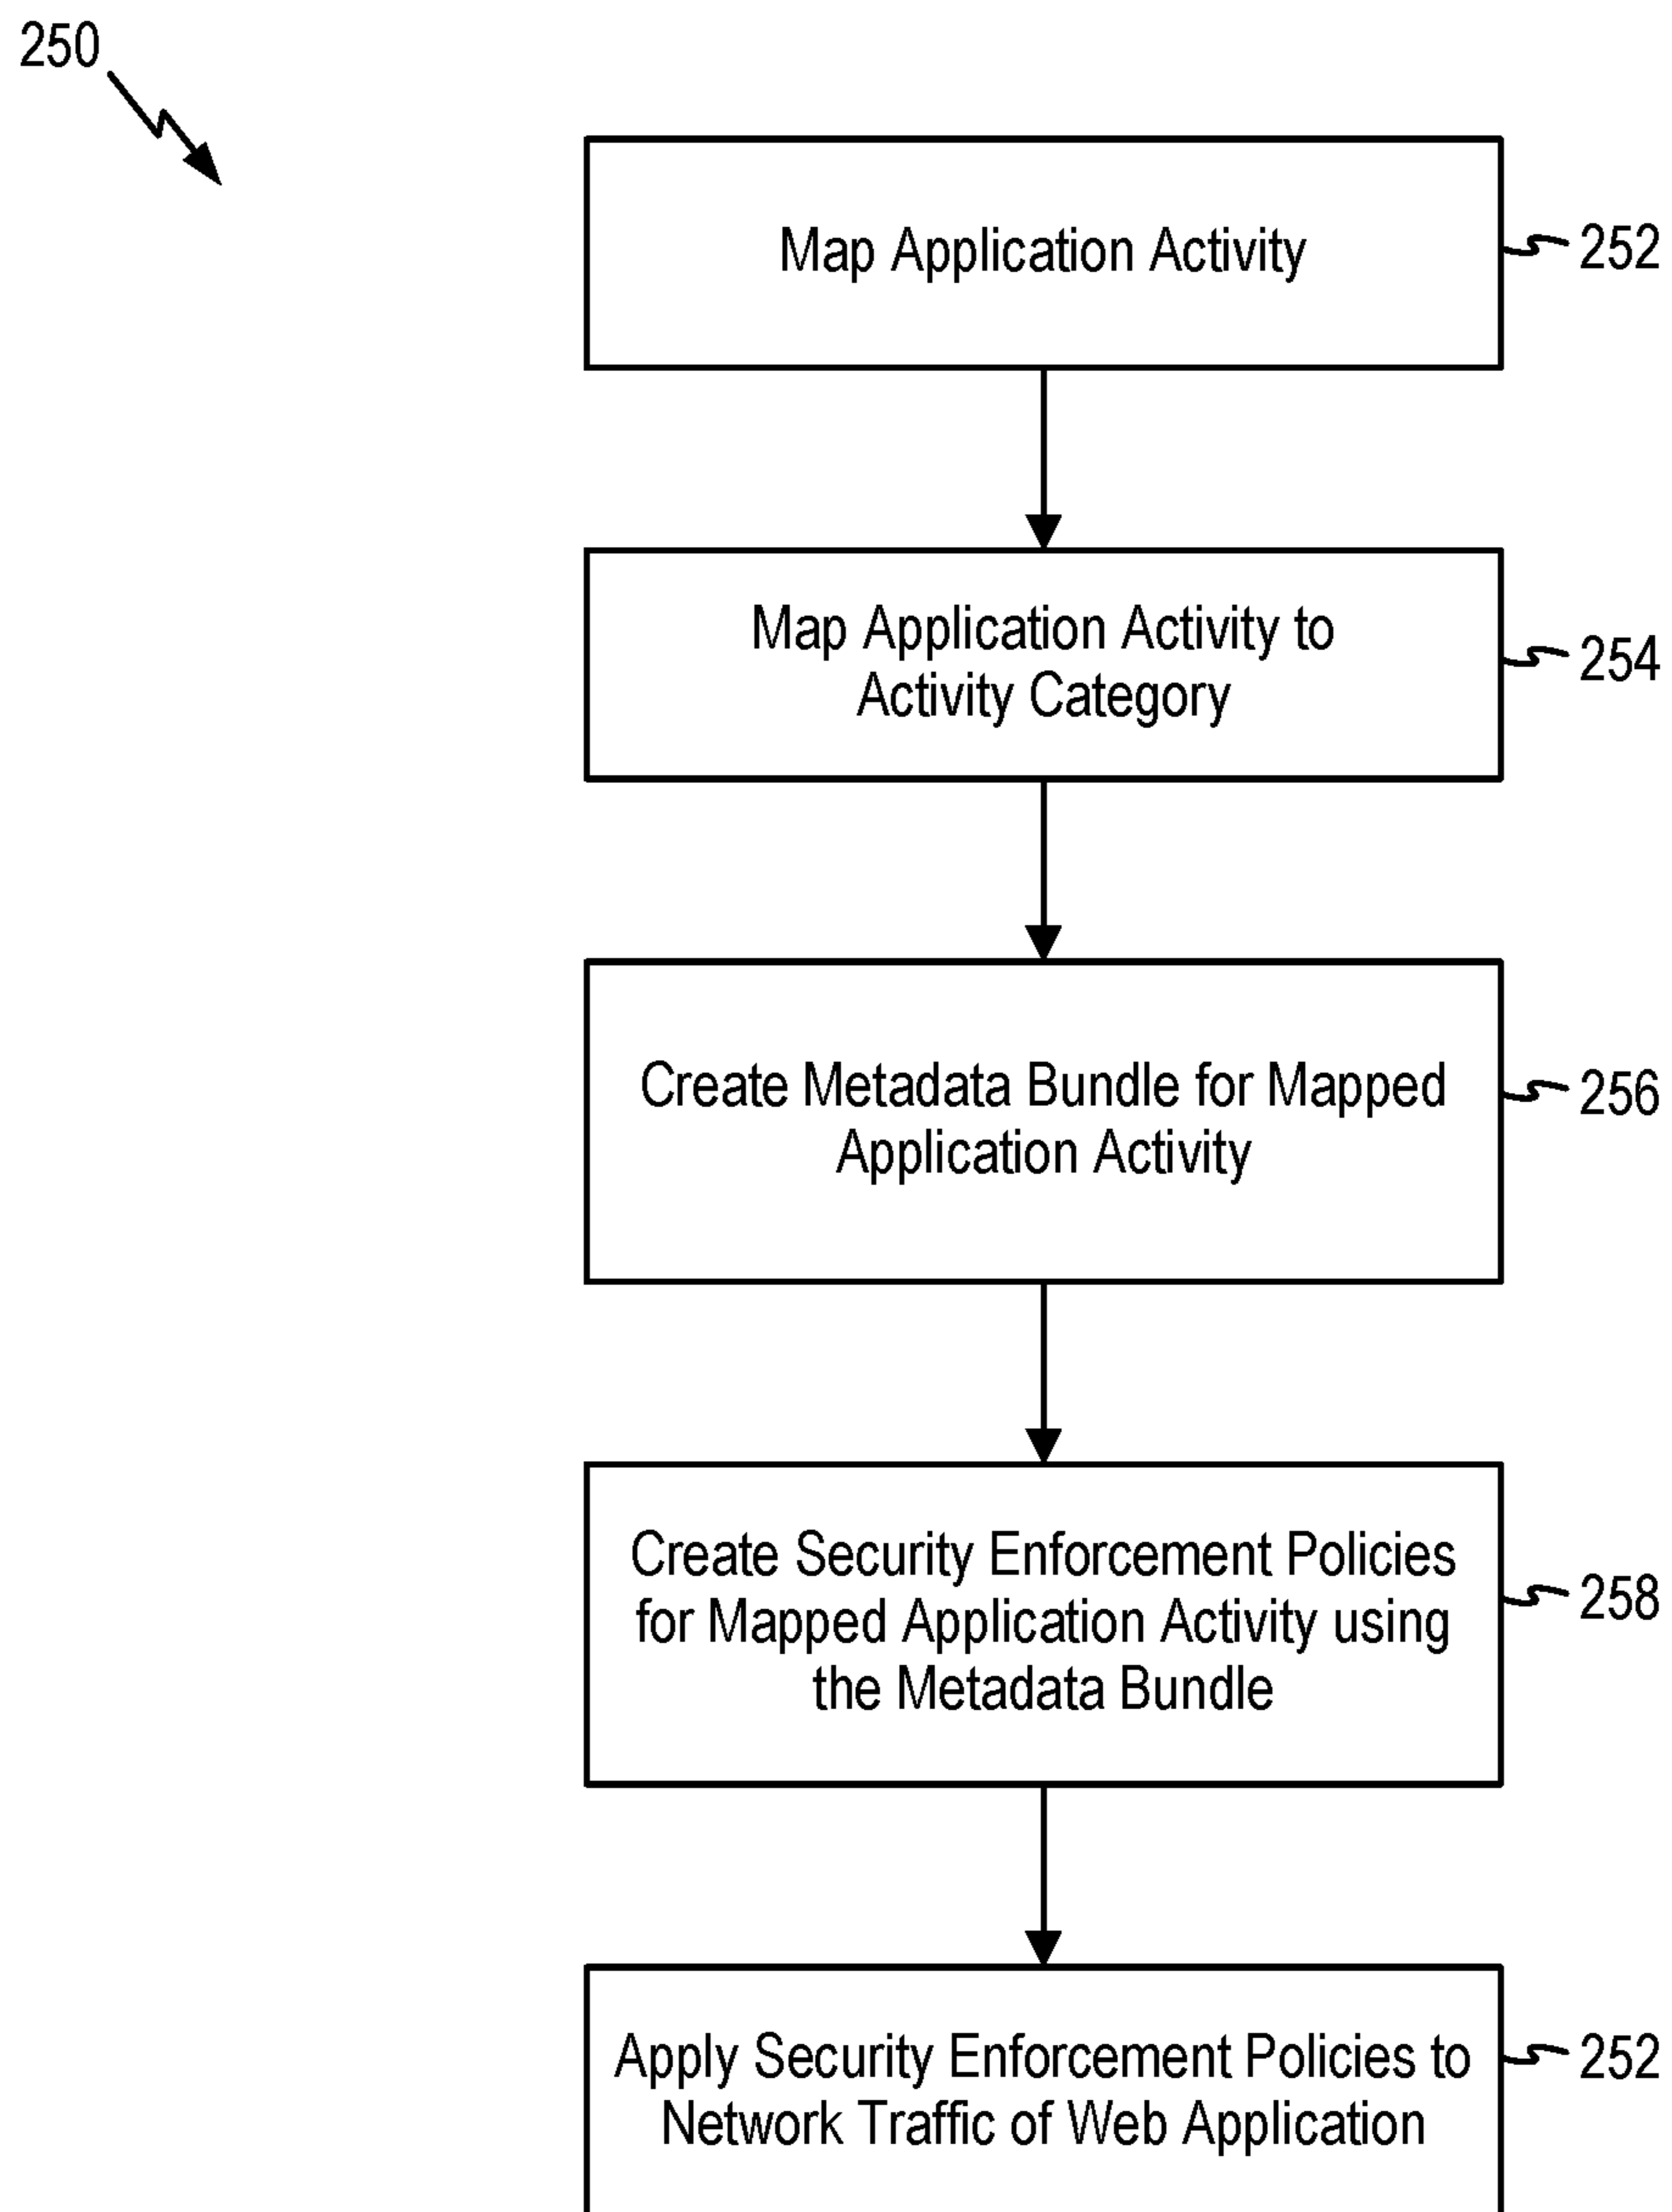 250
Map Application Activity
252
Map Application Activity to
Activity Category
254
Create Metadata Bundle for Mapped
Application Activity
256
Create Security Enforcement Policies
for Mapped Application Activity using
the Metadata Bundle
258
Apply Security Enforcement Policies to
Network Traffic of Web Application
252